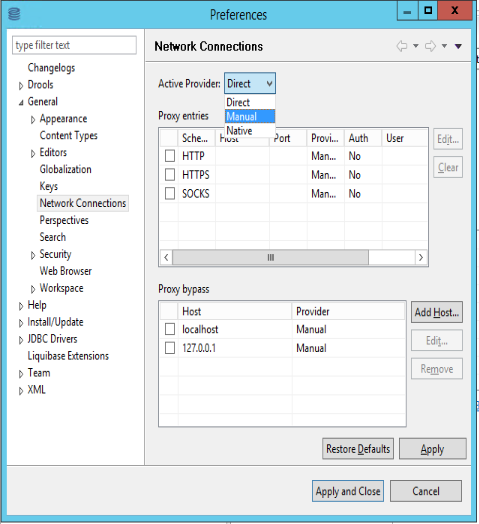 Preferences
type filter text
Changelogs
Drools
General
Appearance
Content Types
Editors
Globalization
Keys
Network Connections
Perspectives
Search
Security
Web Browser
Workspace
Help
Install/Update
JDBC Drivers
Liquibase Extensions
Team
XML
Network Connections
Active Provider: Direct
Direct
Manual
Native
Proxy entries
Sche... Host Port Provi... Auth User
HTTP Man... No
HTTPS Man... No
SOCKS Man... No
Edit...
Clear
Proxy bypass
Host Provider
localhost Manual
127.0.0.1 Manual
Add Host...
Edit...
Remove
Restore Defaults Apply
Apply and Close Cancel